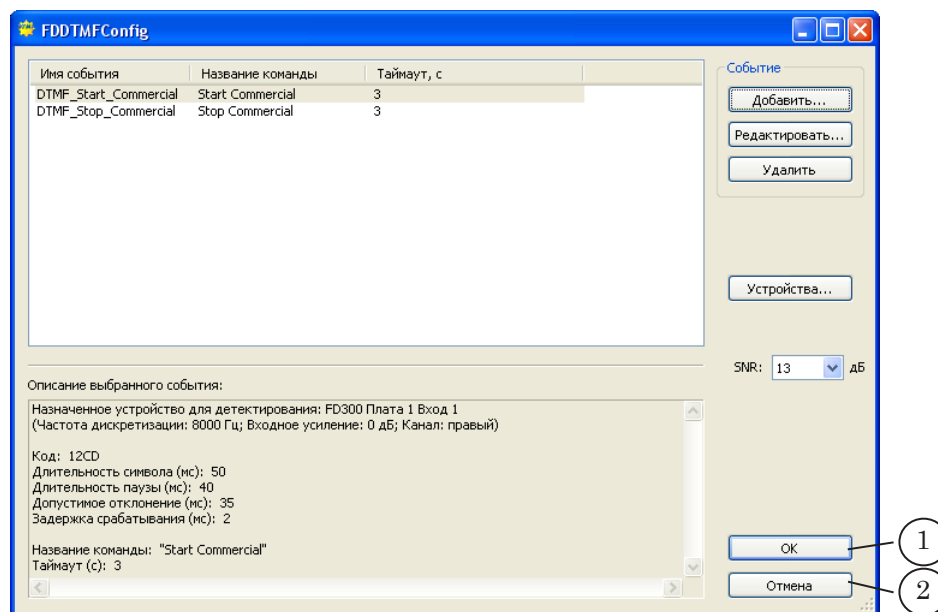 FDDTMFConfig
Имя события Название команды Таймаут, с
DTMF_Start_Commercial Start Commercial 3
DTMF_Stop_Commercial Stop Commercial 3
Событие
Добавить...
Редактировать...
Удалить
Устройства...
SNR: 13 дБ
Описание выбранного события:
Назначенное устройство для детектирования: FD300 Плата 1 Вход 1
(Частота дискретизации: 8000 Гц; Входное усиление: 0 дБ; Канал: правый)
Код: 12CD
Длительность символа (мс): 50
Длительность паузы (мс): 40
Допустимое отклонение (мс): 35
Задержка срабатывания (мс): 2
Название команды: "Start Commercial"
Таймаут (с): 3
OK
1
Отмена
2